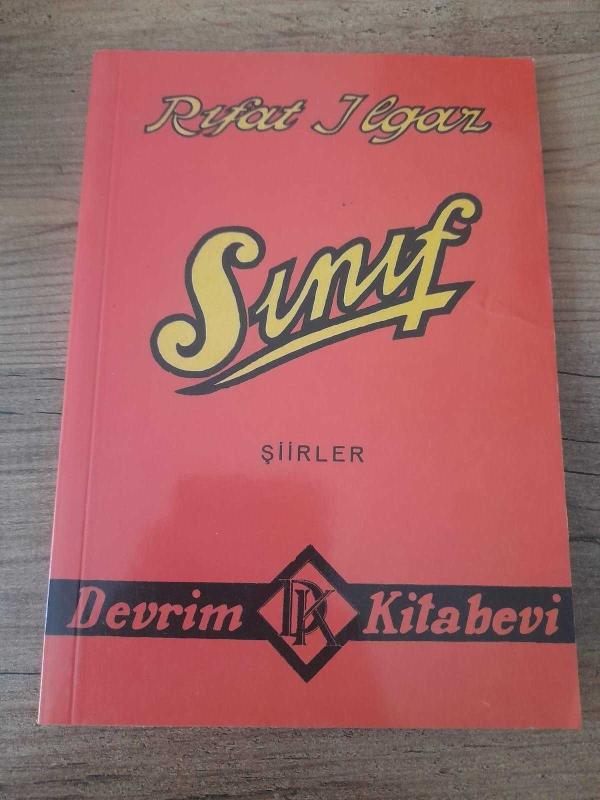 Rıfat Ilgaz
Sınıf
ŞİİRLER
Devrim DK Kitabevi